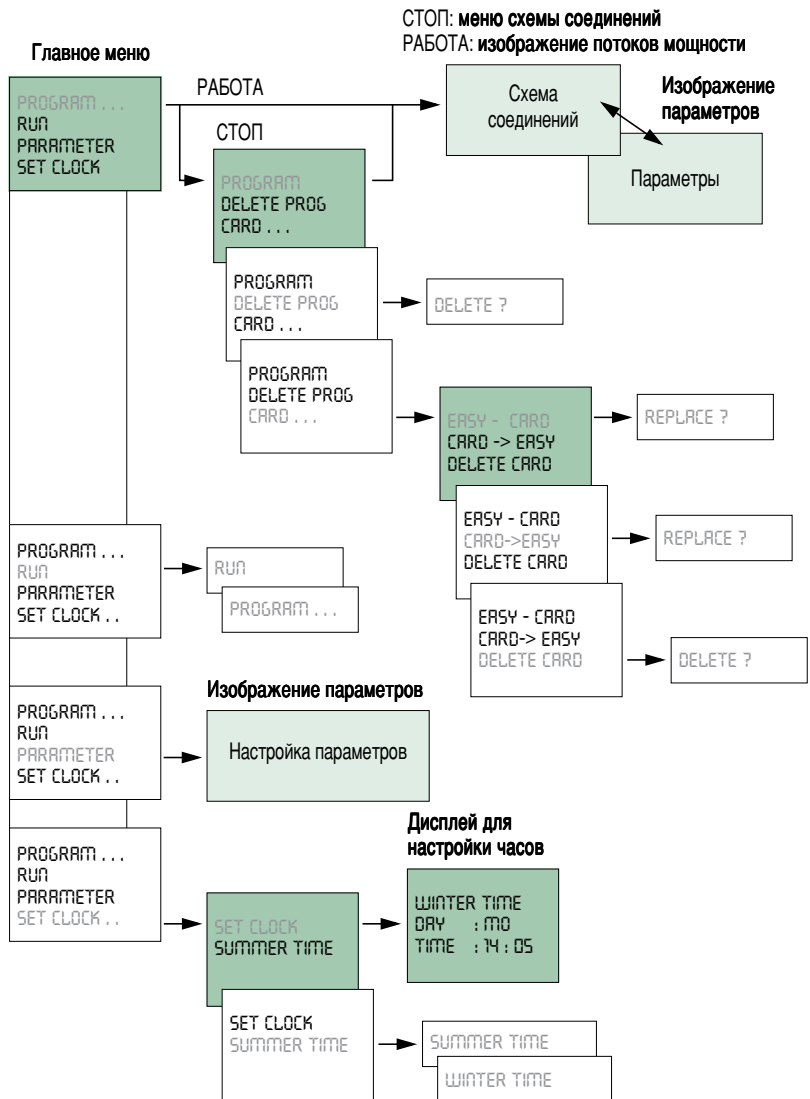 СТОП: меню схемы соединений
РАБОТА: изображение потоков мощности
Главное меню
PROGRAM . . .
RUN
PARAMETER
SET CLOCK
РАБОТА
СТОП
PROGRAM
DELETE PROG
CARD . . .
Схема
соединений
Изображение
параметров
Параметры
PROGRAM
DELETE PROG
CARD . . .
DELETE ?
PROGRAM
DELETE PROG
CARD . . .
EASY - CARD
CARD -> EASY
DELETE CARD
REPLACE ?
EASY - CARD
CARD->EASY
DELETE CARD
REPLACE ?
EASY - CARD
CARD-> EASY
DELETE CARD
DELETE ?
PROGRAM . . .
RUN
PARAMETER
SET CLOCK . .
RUN
PROGRAM . . .
Изображение параметров
PROGRAM . . .
RUN
PARAMETER
SET CLOCK . .
Настройка параметров
Дисплей для
настройки часов
PROGRAM . . .
RUN
PARAMETER
SET CLOCK . .
SET CLOCK
SUMMER TIME
WINTER TIME
DAY : MO
TIME : 14 : 05
SET CLOCK
SUMMER TIME
SUMMER TIME
WINTER TIME